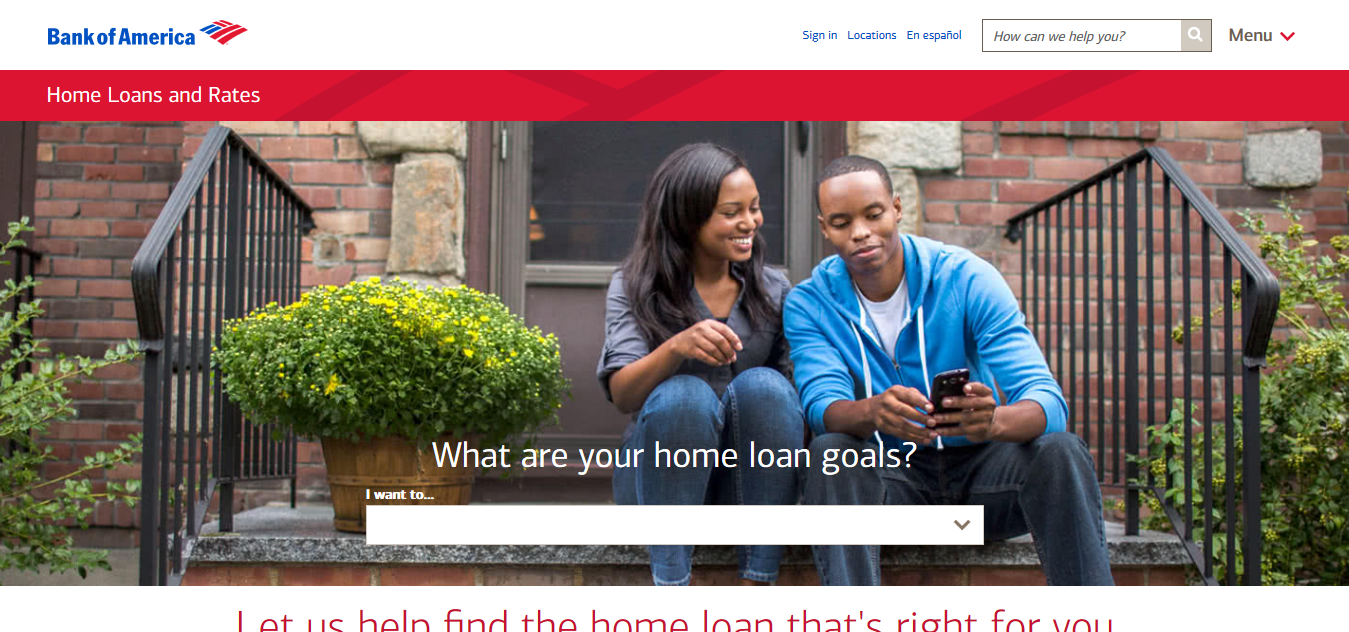 Bank of America
Sign in Locations En español
How can we help you?
Menu
Home Loans and Rates
What are your home loan goals?
I want to...
Let us help find the home loan that's right for you